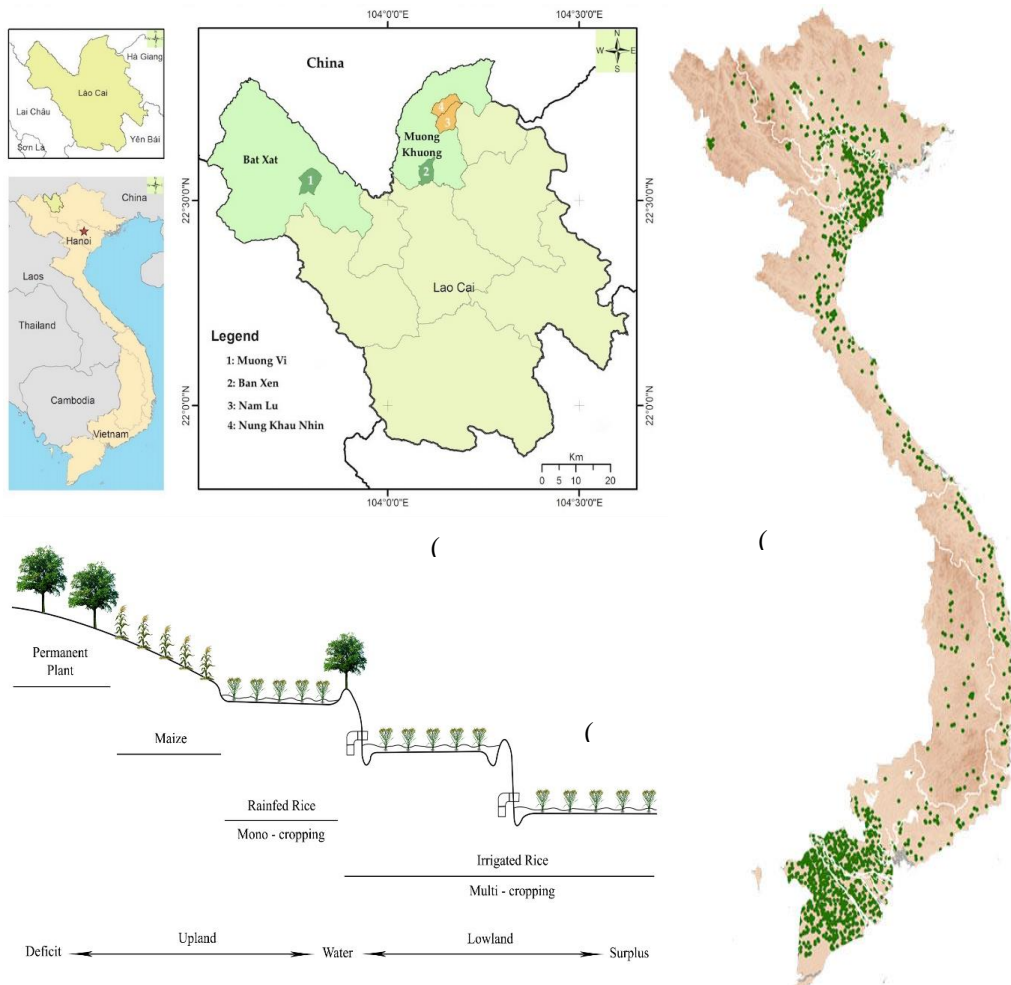 Hà Giang
Lào Cai
Lai Châu
Yên Bái
Sơn La
China
Hanoi
Laos
Thailand
Cambodia
Vietnam
104°0'0"E
104°30'0"E
N
W
E
S
China
4
3
Muong
Khuong
Bat Xat
1
2
22°30'0"N
22°30'0"N
Lao Cai
Legend
1: Muong Vi
2: Ban Xen
3: Nam Lu
4: Nung Khau Nhin
22°0'0"N
22°0'0"N
Km
0 5 10 20
104°0'0"E
104°30'0"E
(
(
(
Permanent
Plant
Maize
Rainfed Rice
Mono - cropping
Irrigated Rice
Multi - cropping
Deficit
Upland
Water
Lowland
Surplus